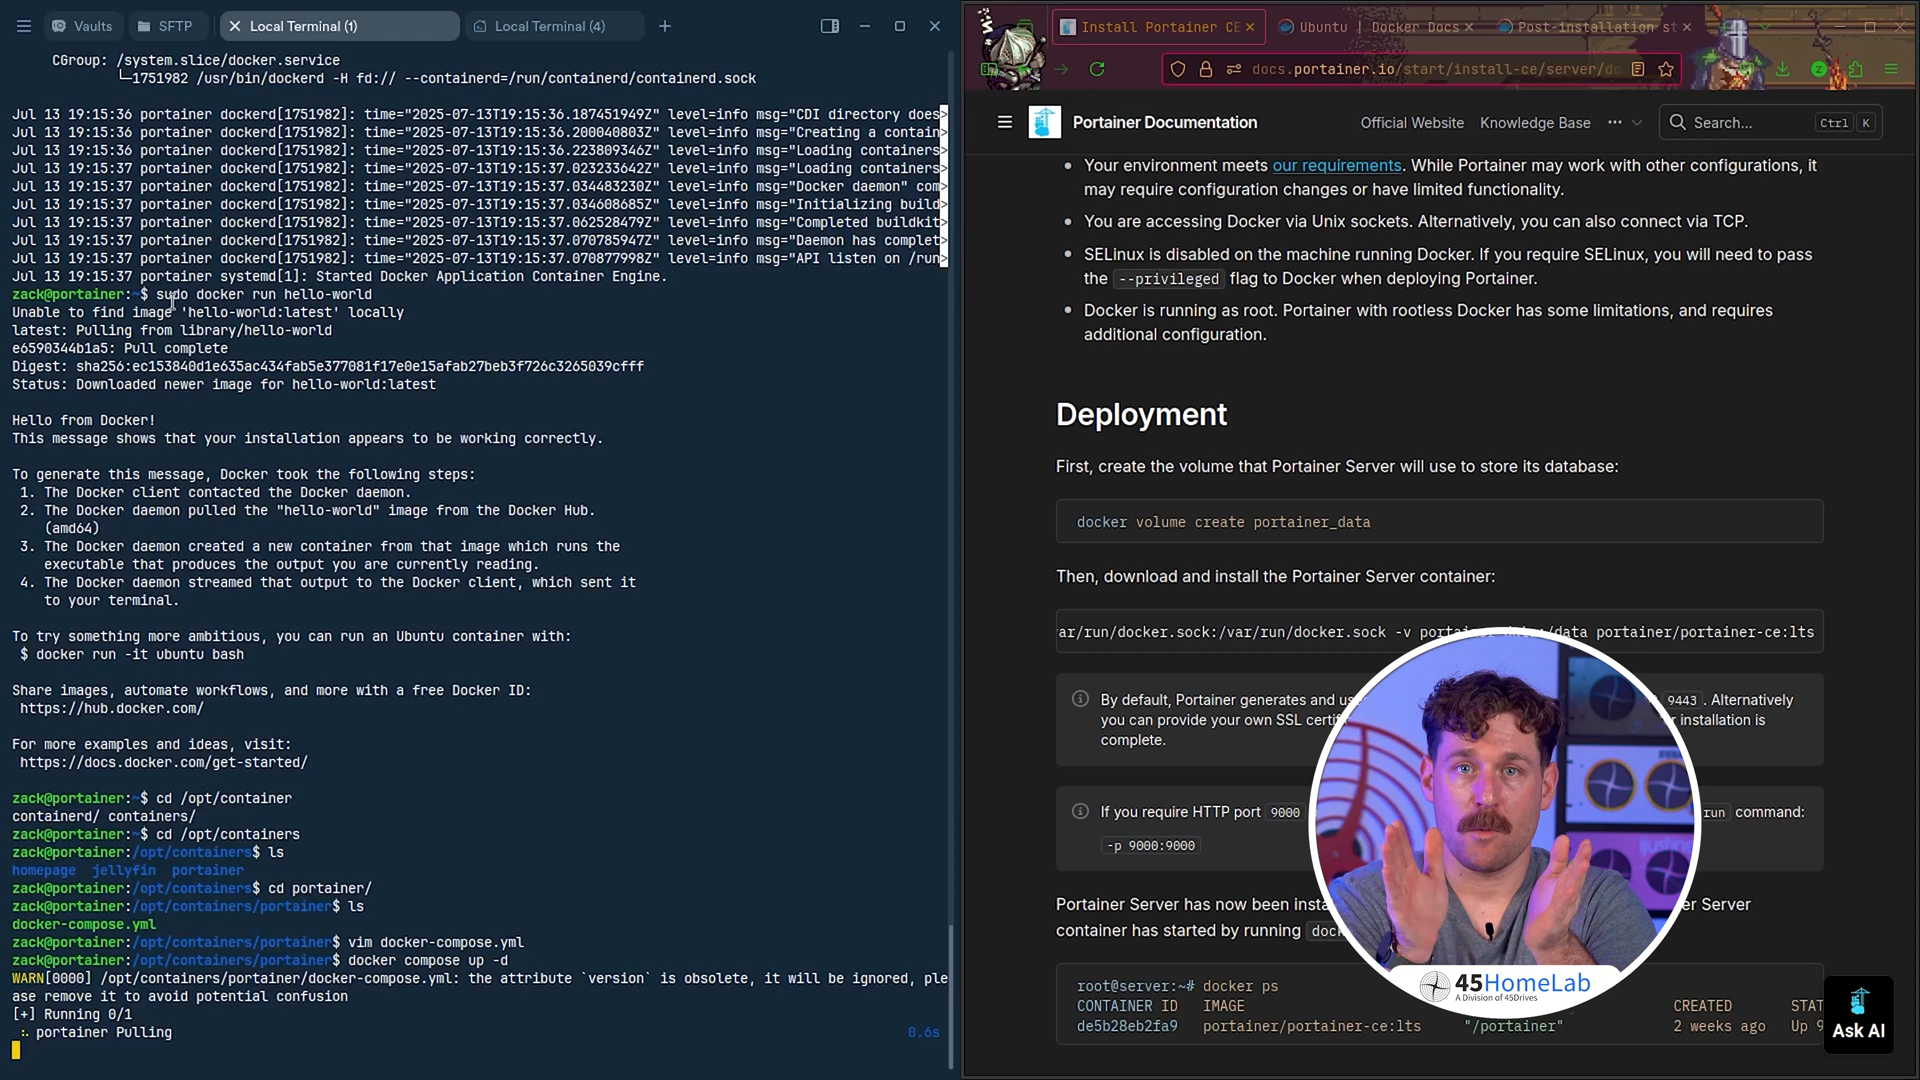 Vaults
SFTP
Local Terminal (1)
Local Terminal (4)
CGroup: /system.slice/docker.service
└─1751982 /usr/bin/dockerd -H fd:// --containerd=/run/containerd/containerd.sock
Jul 13 19:15:36 portainer dockerd[1751982]: time="2025-07-13T19:15:36.187451949Z" level=info msg="CDI directory does>
Jul 13 19:15:36 portainer dockerd[1751982]: time="2025-07-13T19:15:36.200040803Z" level=info msg="Creating a contain>
Jul 13 19:15:36 portainer dockerd[1751982]: time="2025-07-13T19:15:36.223809346Z" level=info msg="Loading containers>
Jul 13 19:15:37 portainer dockerd[1751982]: time="2025-07-13T19:15:37.023233642Z" level=info msg="Loading containers>
Jul 13 19:15:37 portainer dockerd[1751982]: time="2025-07-13T19:15:37.034483230Z" level=info msg="Docker daemon" com>
Jul 13 19:15:37 portainer dockerd[1751982]: time="2025-07-13T19:15:37.034608685Z" level=info msg="Initializing build>
Jul 13 19:15:37 portainer dockerd[1751982]: time="2025-07-13T19:15:37.062528479Z" level=info msg="Completed buildkit>
Jul 13 19:15:37 portainer dockerd[1751982]: time="2025-07-13T19:15:37.070785947Z" level=info msg="Daemon has complet>
Jul 13 19:15:37 portainer dockerd[1751982]: time="2025-07-13T19:15:37.070877998Z" level=info msg="API listen on /run>
Jul 13 19:15:37 portainer systemd[1]: Started Docker Application Container Engine.
zack@portainer:~$ sudo docker run hello-world
Unable to find image 'hello-world:latest' locally
latest: Pulling from library/hello-world
e6590344b1a5: Pull complete
Digest: sha256:ec153840d1e635ac434fab5e377081f17e0e15afab27beb3f726c3265039cfff
Status: Downloaded newer image for hello-world:latest
Hello from Docker!
This message shows that your installation appears to be working correctly.
To generate this message, Docker took the following steps:
1. The Docker client contacted the Docker daemon.
2. The Docker daemon pulled the "hello-world" image from the Docker Hub.
(amd64)
3. The Docker daemon created a new container from that image which runs the
executable that produces the output you are currently reading.
4. The Docker daemon streamed that output to the Docker client, which sent it
to your terminal.
To try something more ambitious, you can run an Ubuntu container with:
$ docker run -it ubuntu bash
Share images, automate workflows, and more with a free Docker ID:
https://hub.docker.com/
For more examples and ideas, visit:
https://docs.docker.com/get-started/
zack@portainer:~$ cd /opt/container
containerd/ containers/
zack@portainer:~$ cd /opt/containers
zack@portainer:/opt/containers$ ls
homepage jellyfin portainer
zack@portainer:/opt/containers$ cd portainer/
zack@portainer:/opt/containers/portainer$ ls
docker-compose.yml
zack@portainer:/opt/containers/portainer$ vim docker-compose.yml
zack@portainer:/opt/containers/portainer$ docker compose up -d
WARN[0000] /opt/containers/portainer/docker-compose.yml: the attribute `version` is obsolete, it will be ignored, ple
ase remove it to avoid potential confusion
[+] Running 0/1
portainer Pulling 0.6s
Install Portainer CE
Ubuntu | Docker Docs
Post-installation st
docs.portainer.io/start/install-ce/server/do
Portainer Documentation
Official Website
Knowledge Base
Search...
Ctrl K
Your environment meets our requirements. While Portainer may work with other configurations, it
may require configuration changes or have limited functionality.
You are accessing Docker via Unix sockets. Alternatively, you can also connect via TCP.
SELinux is disabled on the machine running Docker. If you require SELinux, you will need to pass
the --privileged flag to Docker when deploying Portainer.
Docker is running as root. Portainer with rootless Docker has some limitations, and requires
additional configuration.
Deployment
First, create the volume that Portainer Server will use to store its database:
docker volume create portainer_data
Then, download and install the Portainer Server container:
ar/run/docker.sock:/var/run/docker.sock -v /data portainer/portainer-ce:lts
By default, Portainer generates and use 9443 . Alternatively
you can provide your own SSL certif installation is
complete.
If you require HTTP port 9000 run command:
-p 9000:9000
Portainer Server has now been insta er Server
container has started by running dock
root@server:~# docker ps
CONTAINER ID IMAGE CREATED STAT
de5b28eb2fa9 portainer/portainer-ce:lts "/portainer" 2 weeks ago Up 9
45HomeLab
A Division of 45Drives
Ask AI